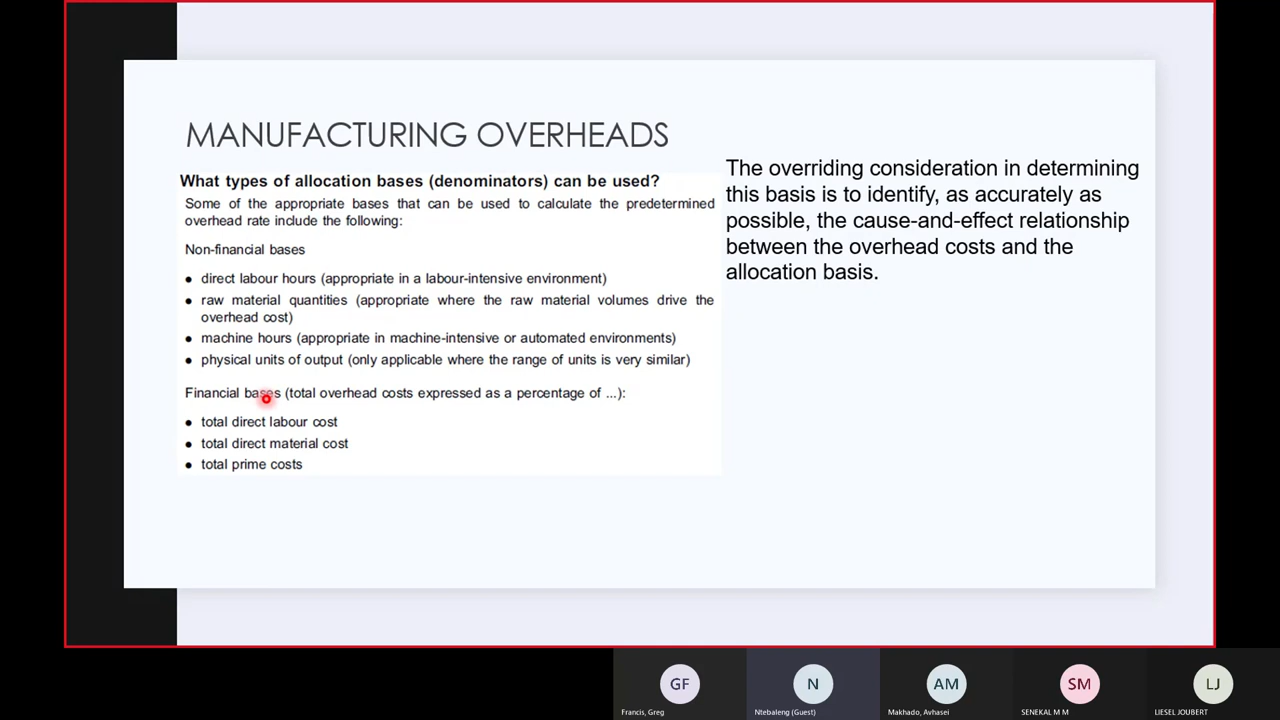 MANUFACTURING OVERHEADS
What types of allocation bases (denominators) can be used?
Some of the appropriate bases that can be used to calculate the predetermined
overhead rate include the following:
Non-financial bases
• direct labour hours (appropriate in a labour-intensive environment)
• raw material quantities (appropriate where the raw material volumes drive the
overhead cost)
• machine hours (appropriate in machine-intensive or automated environments)
• physical units of output (only applicable where the range of units is very similar)
Financial bases (total overhead costs expressed as a percentage of ...):
• total direct labour cost
• total direct material cost
• total prime costs
The overriding consideration in determining
this basis is to identify, as accurately as
possible, the cause-and-effect relationship
between the overhead costs and the
allocation basis.
GF
Francis, Greg
N
Ntebaleng (Guest)
AM
Makhado, Avhasei
SM
SENEKAL M M
LJ
LIESEL JOUBERT